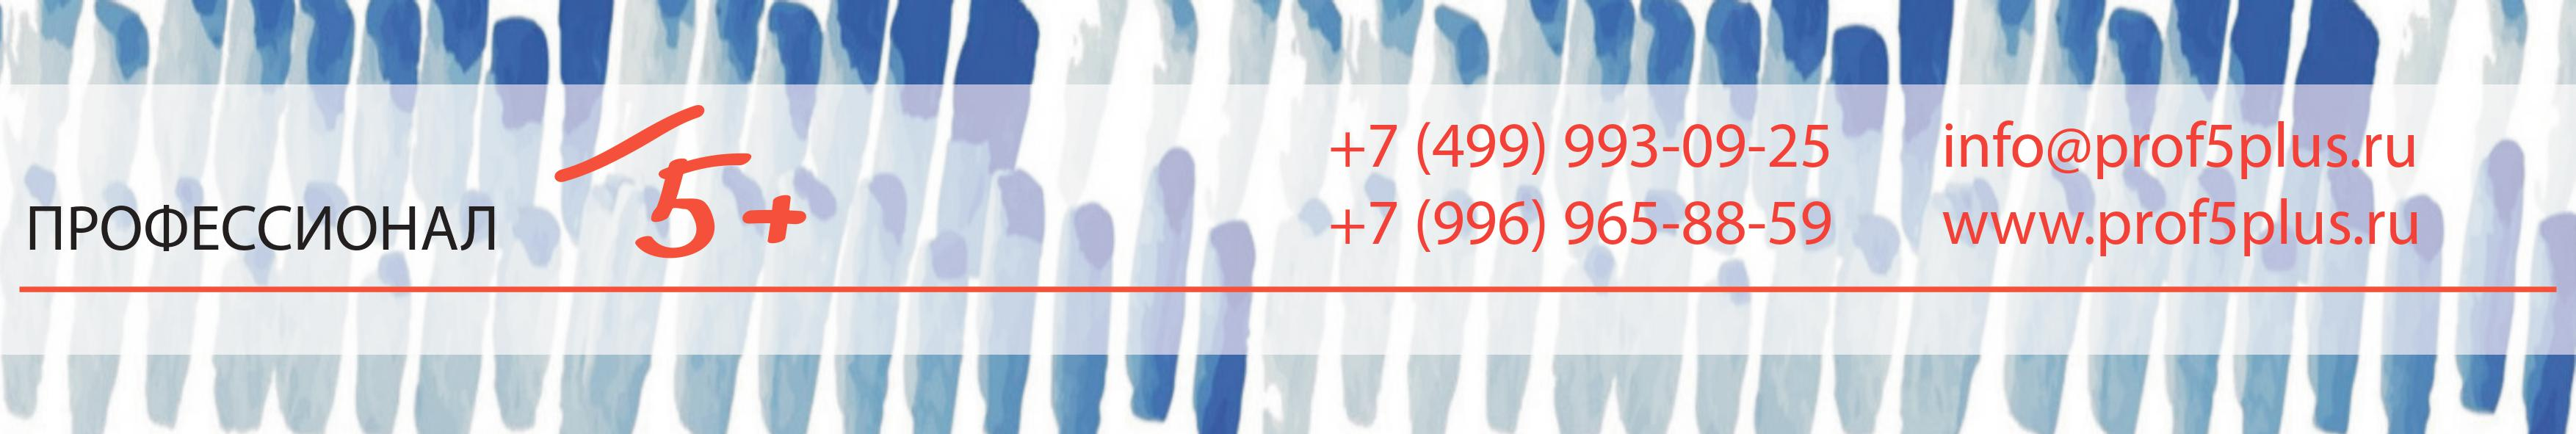 ПРОФЕССИОНАЛ 5+
+7 (499) 993-09-25
+7 (996) 965-88-59
info@prof5plus.ru
www.prof5plus.ru